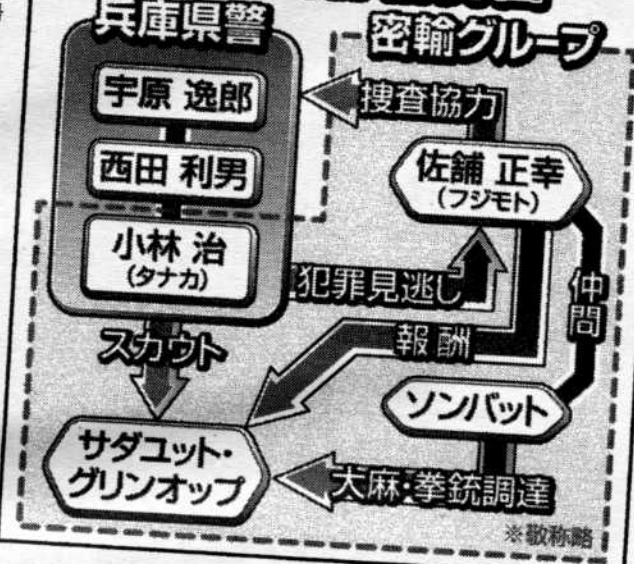 兵庫県警
密輸グループ
宇原 逸郎
捜査協力
西田 利男
佐舗 正幸
(フジモト)
小林 治
(タナカ)
犯罪見逃し
仲間
スカウト
報酬
ソンバット
サダユット・
グリンオップ
大麻・拳銃調達
※敬称略